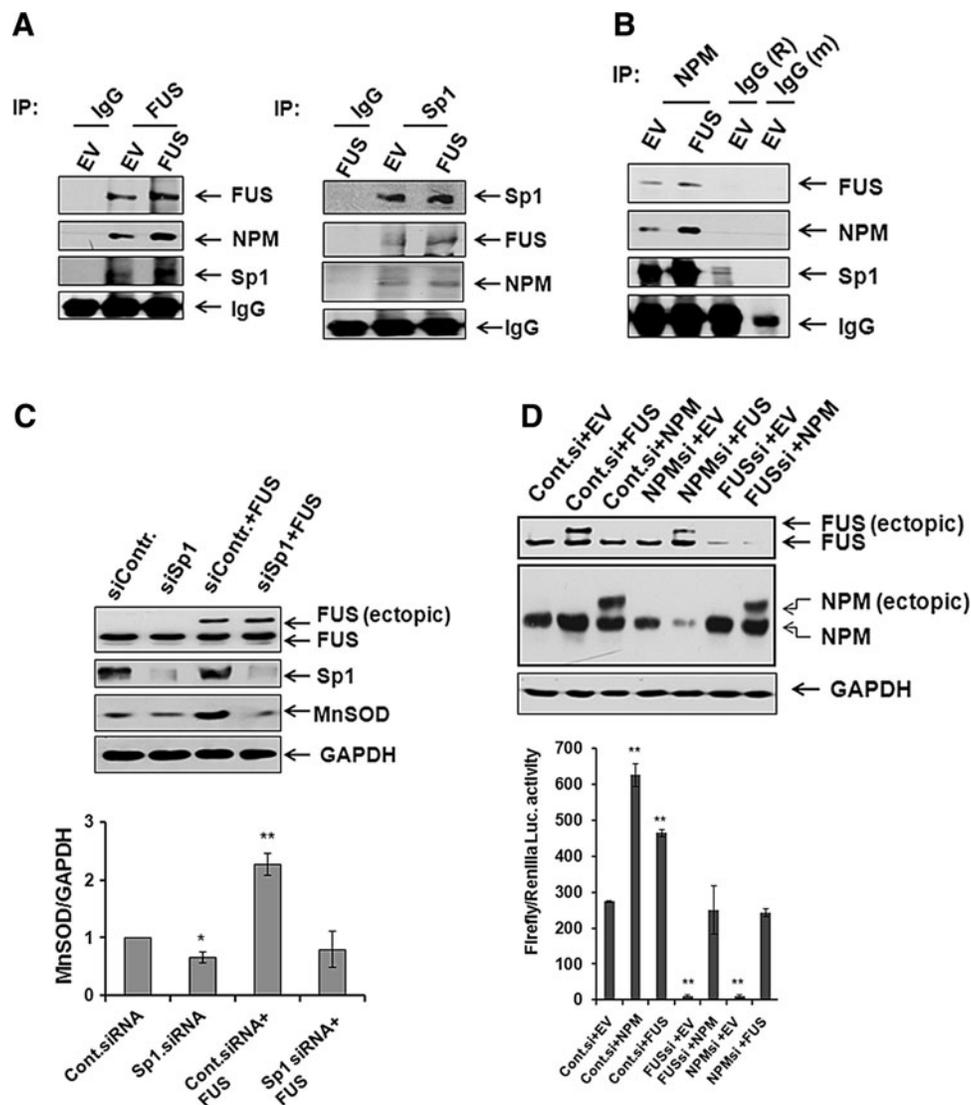 A
IP: IgG FUS
EV EV FUS
FUS
NPM
Sp1
IgG
IP: IgG Sp1
FUS EV FUS
Sp1
FUS
NPM
IgG
B
IP: NPM IgG (R) IgG (m)
EV FUS EV EV
FUS
NPM
Sp1
IgG
C
siContr. siSp1 siContr.+FUS siSp1+FUS
FUS (ectopic)
FUS
Sp1
MnSOD
GAPDH
MnSOD/GAPDH
3
2
1
0
* **
Cont.siRNA Sp1.siRNA Cont.siRNA+ FUS Sp1 siRNA+ FUS
D
Cont.si+EV Cont.si+FUS Cont.si+NPM NPMsi+EV NPMsi+FUS FUSsi+EV FUSsi+NPM
FUS (ectopic)
FUS
NPM (ectopic)
NPM
GAPDH
Firefly/Renilla Luc. activity
700
600
500
400
300
200
100
0
** ** ** **
Cont.si+EV Cont.si+NPM Cont.si+FUS FUSsi+EV FUSsi+NPM NPMsi+EV NPMsi+FUS